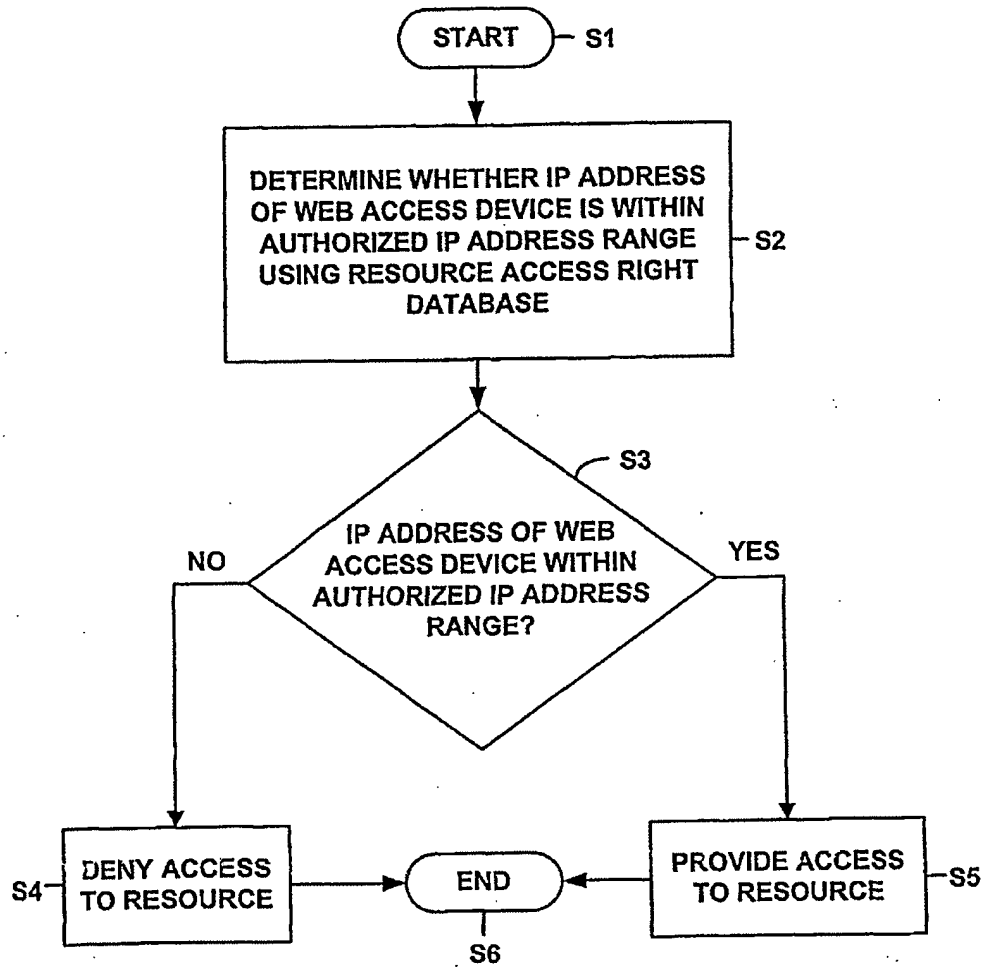 START
S1
DETERMINE WHETHER IP ADDRESS
OF WEB ACCESS DEVICE IS WITHIN
AUTHORIZED IP ADDRESS RANGE
USING RESOURCE ACCESS RIGHT
DATABASE
S2
S3
IP ADDRESS OF WEB
ACCESS DEVICE WITHIN
AUTHORIZED IP ADDRESS
RANGE?
NO
YES
S4
DENY ACCESS
TO RESOURCE
END
S6
PROVIDE ACCESS
TO RESOURCE
S5